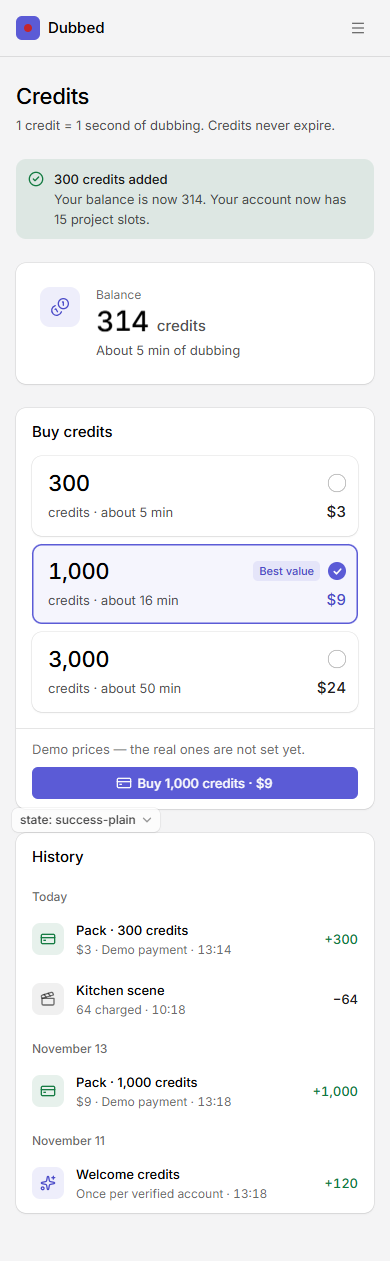 Dubbed
Credits
1 credit = 1 second of dubbing. Credits never expire.
300 credits added
Your balance is now 314. Your account now has
15 project slots.
Balance
314 credits
About 5 min of dubbing
Buy credits
300
credits · about 5 min
$3
1,000
Best value
credits · about 16 min
$9
3,000
credits · about 50 min
$24
Demo prices — the real ones are not set yet.
Buy 1,000 credits · $9
state: success-plain
History
Today
Pack · 300 credits
$3 · Demo payment · 13:14
+300
Kitchen scene
64 charged · 10:18
−64
November 13
Pack · 1,000 credits
$9 · Demo payment · 13:18
+1,000
November 11
Welcome credits
Once per verified account · 13:18
+120